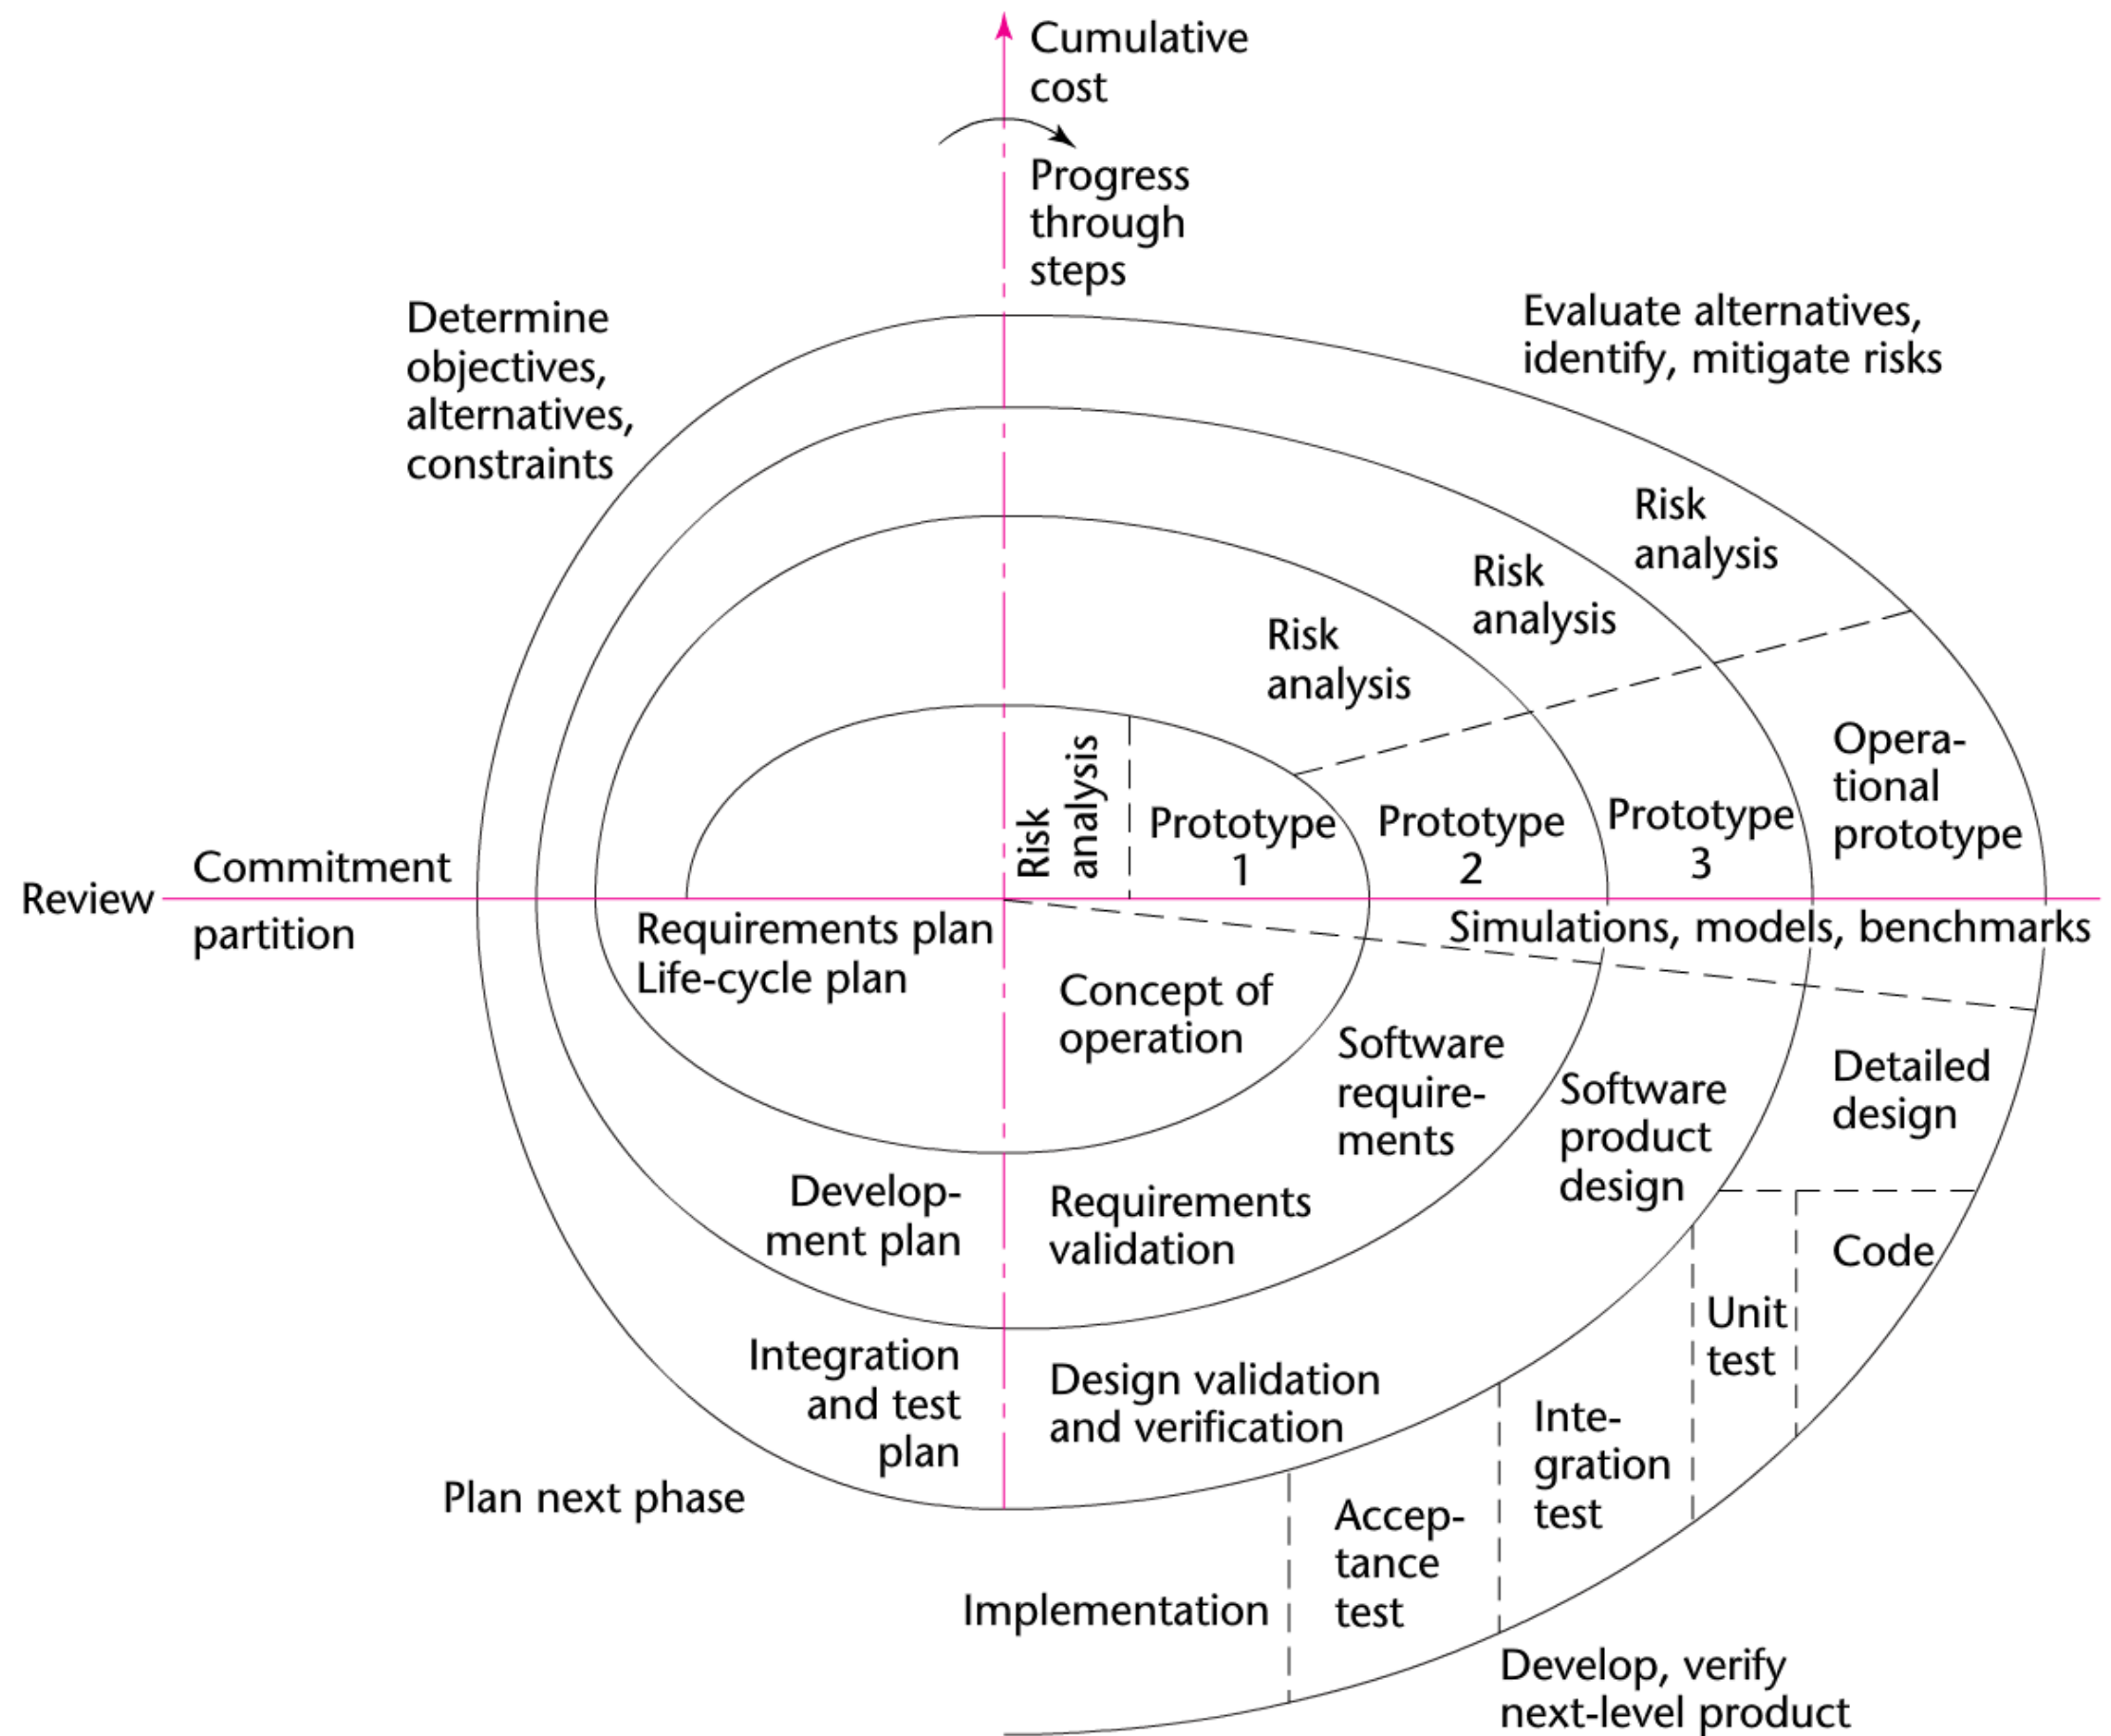 Cumulative
cost
Progress
through
steps
Determine
objectives,
alternatives,
constraints
Evaluate alternatives,
identify, mitigate risks
Risk
analysis
Risk
analysis
Risk
analysis
Risk
analysis
Prototype
1
Prototype
2
Prototype
3
Opera-
tional
prototype
Review
Commitment
partition
Requirements plan
Life-cycle plan
Simulations, models, benchmarks
Concept of
operation
Software
require-
ments
Software
product
design
Detailed
design
Develop-
ment plan
Requirements
validation
Code
Unit
test
Integration
and test
plan
Design validation
and verification
Inte-
gration
test
Plan next phase
Accep-
tance
test
Implementation
Develop, verify
next-level product